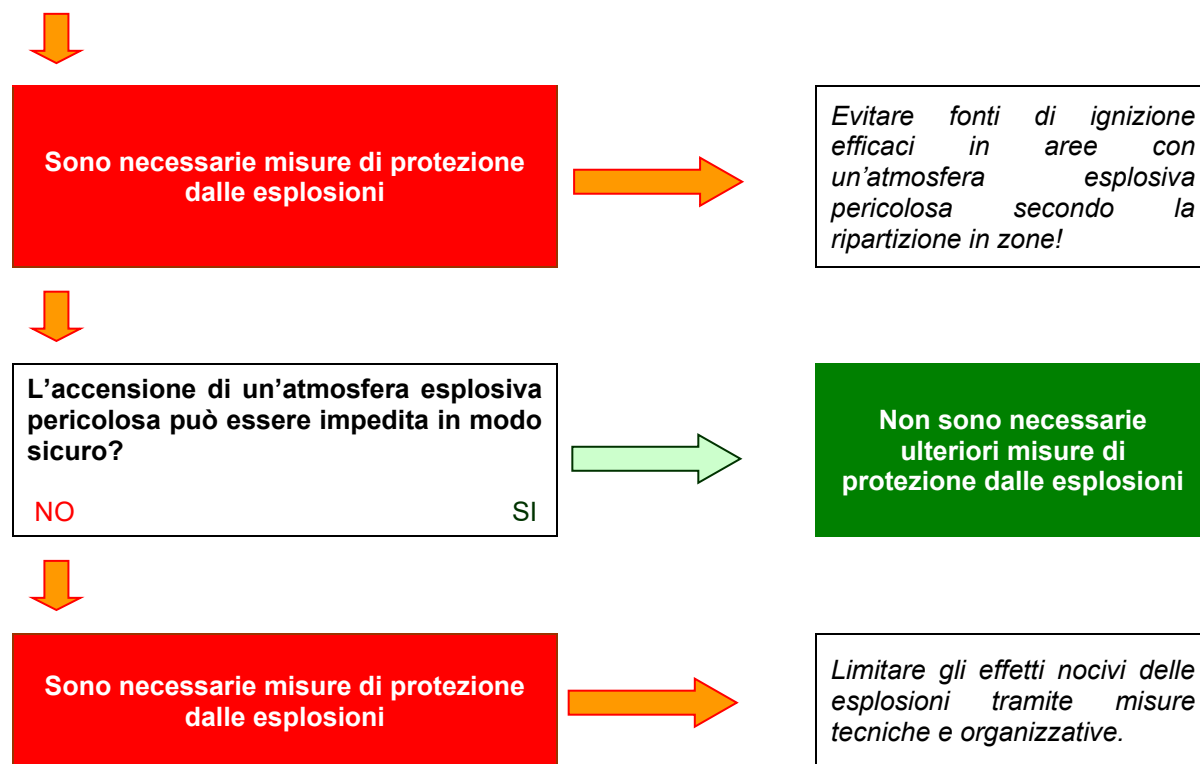 Sono necessarie misure di protezione
dalle esplosioni
Evitare fonti di ignizione
efficaci in aree con
un'atmosfera esplosiva
pericolosa secondo la
ripartizione in zone!
L’accensione di un’atmosfera esplosiva
pericolosa può essere impedita in modo
sicuro?
NO SI
Non sono necessarie
ulteriori misure di
protezione dalle esplosioni
Sono necessarie misure di protezione
dalle esplosioni
Limitare gli effetti nocivi delle
esplosioni tramite misure
tecniche e organizzative.